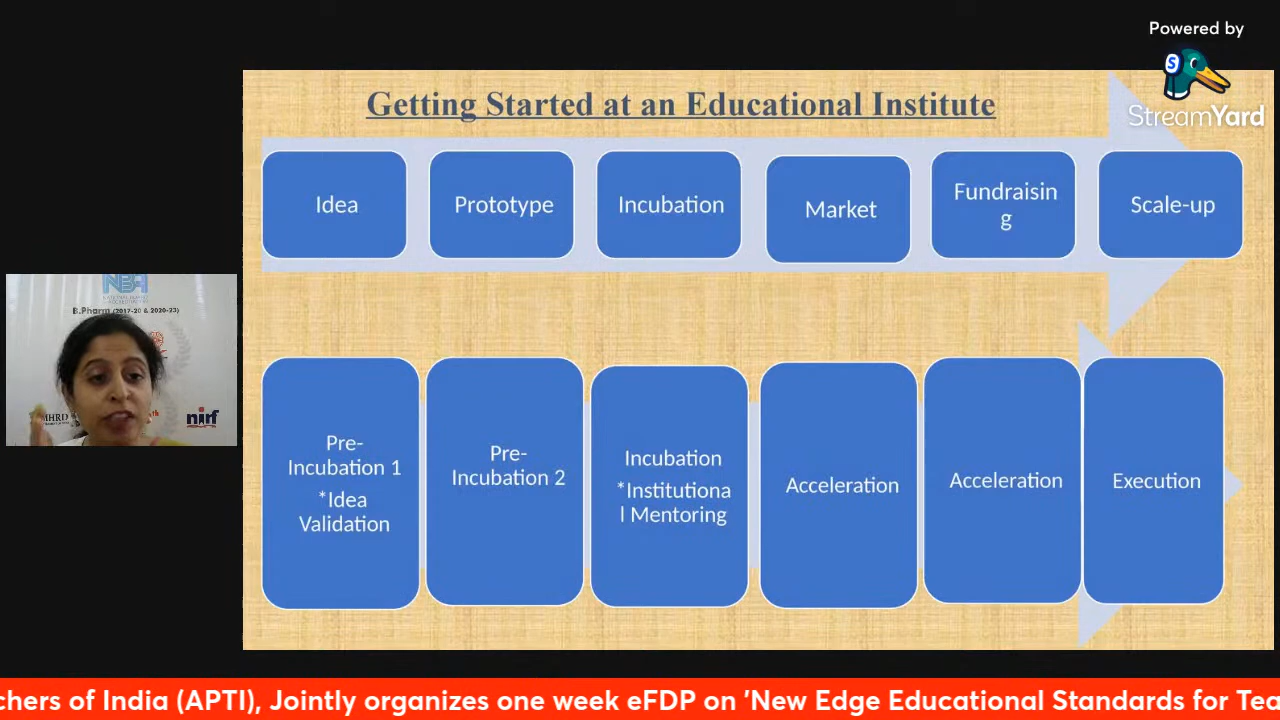 Powered by
StreamYard
Getting Started at an Educational Institute
Idea
Prototype
Incubation
Market
Fundraisin
g
Scale-up
Pre-
Incubation 1
*Idea
Validation
Pre-
Incubation 2
Incubation
*Institutiona
l Mentoring
Acceleration
Acceleration
Execution
NBA
B.Pharm (2017-20 & 2020-23)
MHRD
nirf
chers of India (APTI), Jointly organizes one week eFDP on 'New Edge Educational Standards for Tea